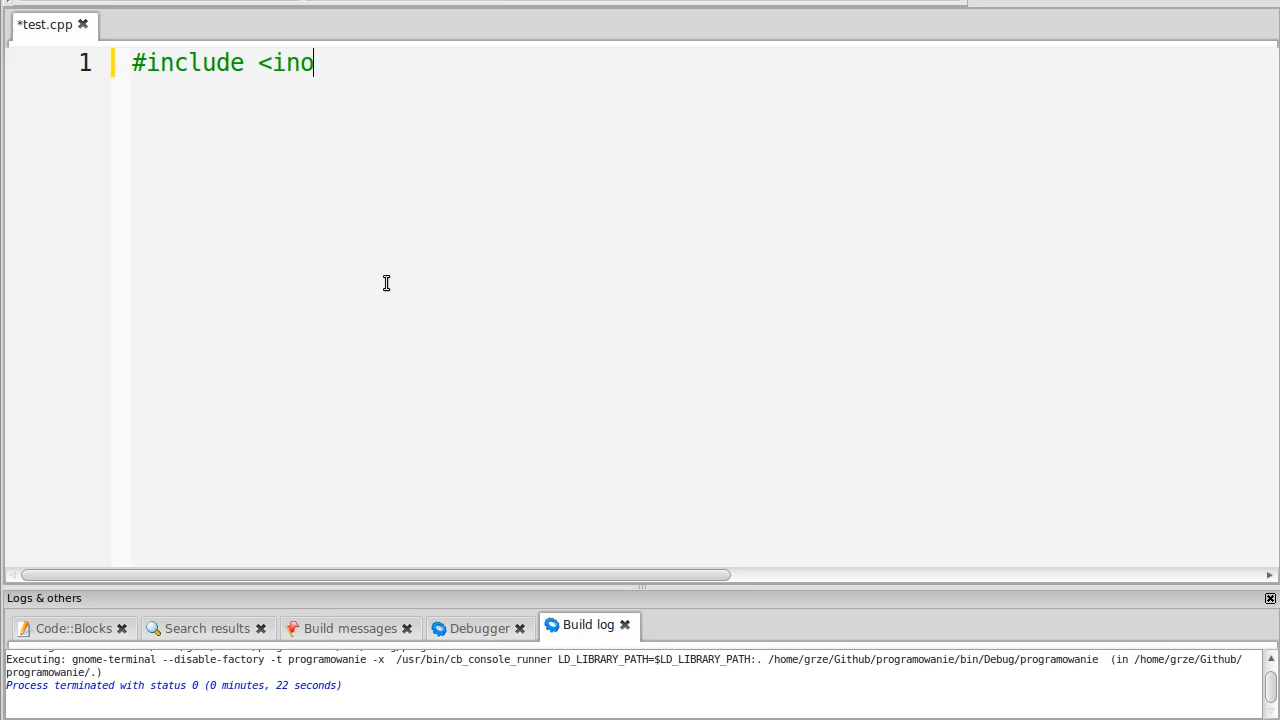 *test.cpp
1 #include <ino
Logs & others
Code::Blocks Search results Build messages Debugger Build log
Executing: gnome-terminal --disable-factory -t programowanie -x  /usr/bin/cb_console_runner LD_LIBRARY_PATH=$LD_LIBRARY_PATH:. /home/grze/Github/programowanie/bin/Debug/programowanie  (in /home/grze/Github/
programowanie/.)
Process terminated with status 0 (0 minutes, 22 seconds)